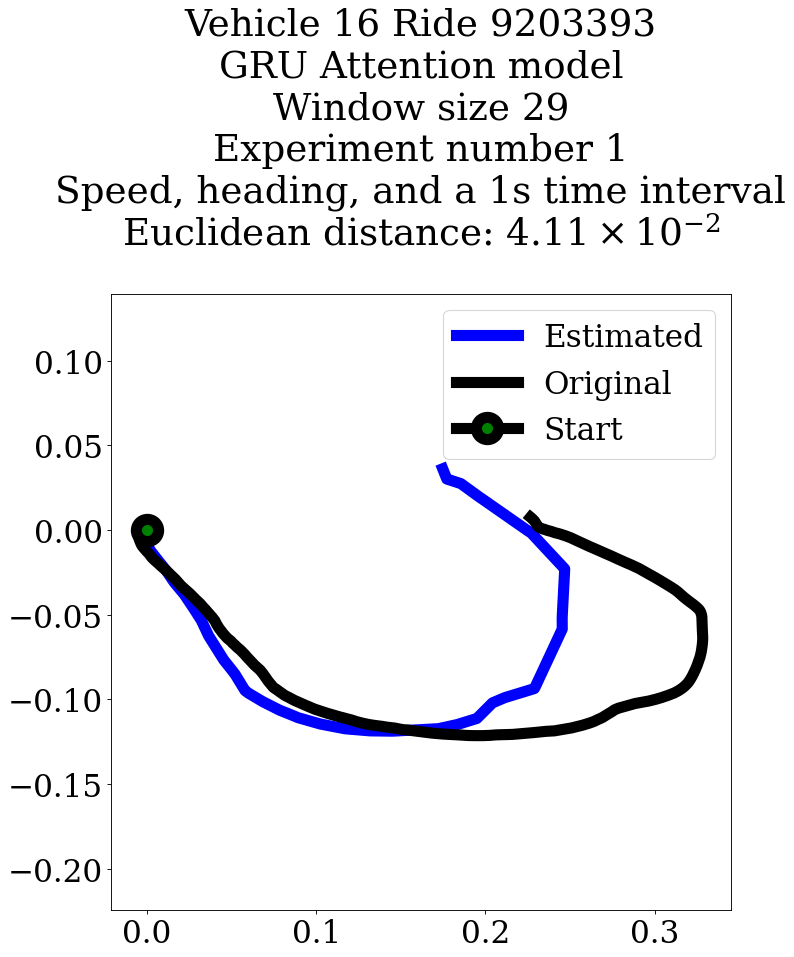 Vehicle 16 Ride 9203393
GRU Attention model
Window size 29
Experiment number 1
Speed, heading, and a 1s time interval
Euclidean distance: 4.11 × 10⁻²
Estimated
Original
Start
0.10
0.05
0.00
−0.05
−0.10
−0.15
−0.20
0.0 0.1 0.2 0.3